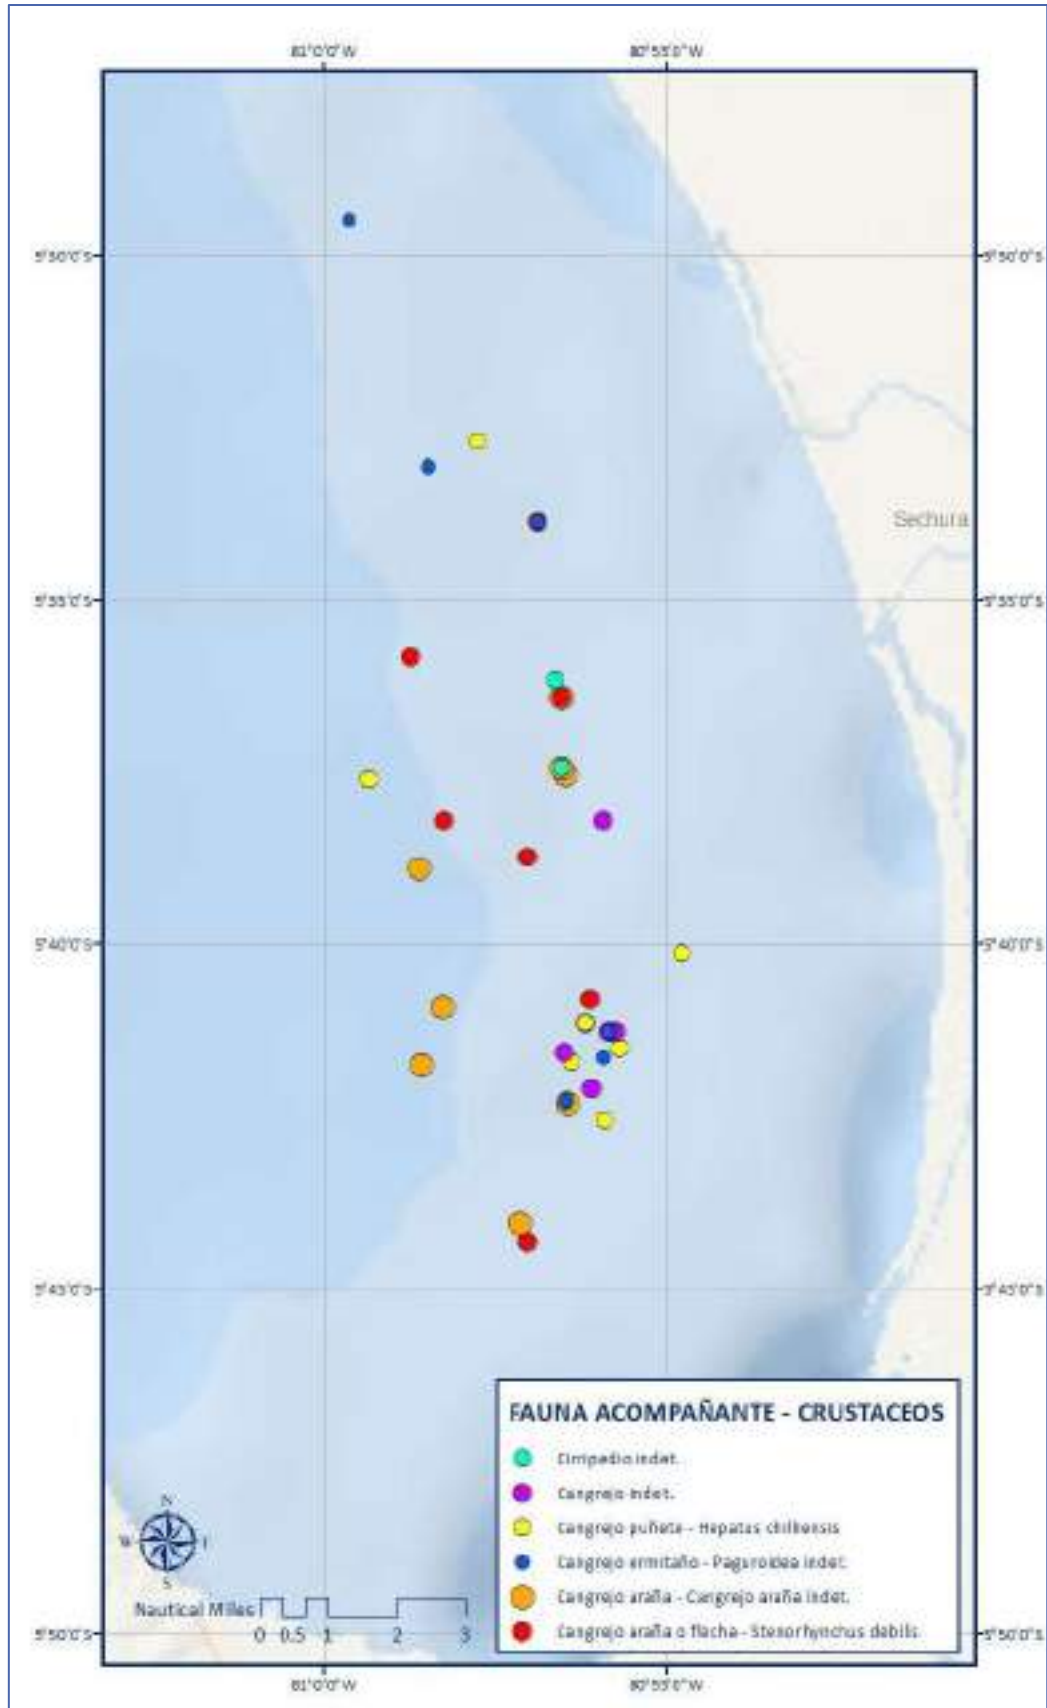 81°0'0"W 80°55'0"W
5°50'0"S 5°50'0"S
Sechura
5°35'0"S 5°35'0"S
5°40'0"S 5°40'0"S
5°45'0"S 5°45'0"S
FAUNA ACOMPAÑANTE - CRUSTACEOS
Cirripedio indet.
Cangrejo indet.
Cangrejo puñete - Hepatus chiliensis
Cangrejo ermitaño - Paguroidea indet.
Cangrejo araña - Cangrejo araña indet.
Cangrejo araña o flecha - Stenorhynchus debilis
N
S
Nautical Miles
0 0.5 1 2 3
5°50'0"S 5°50'0"S
81°0'0"W 80°55'0"W